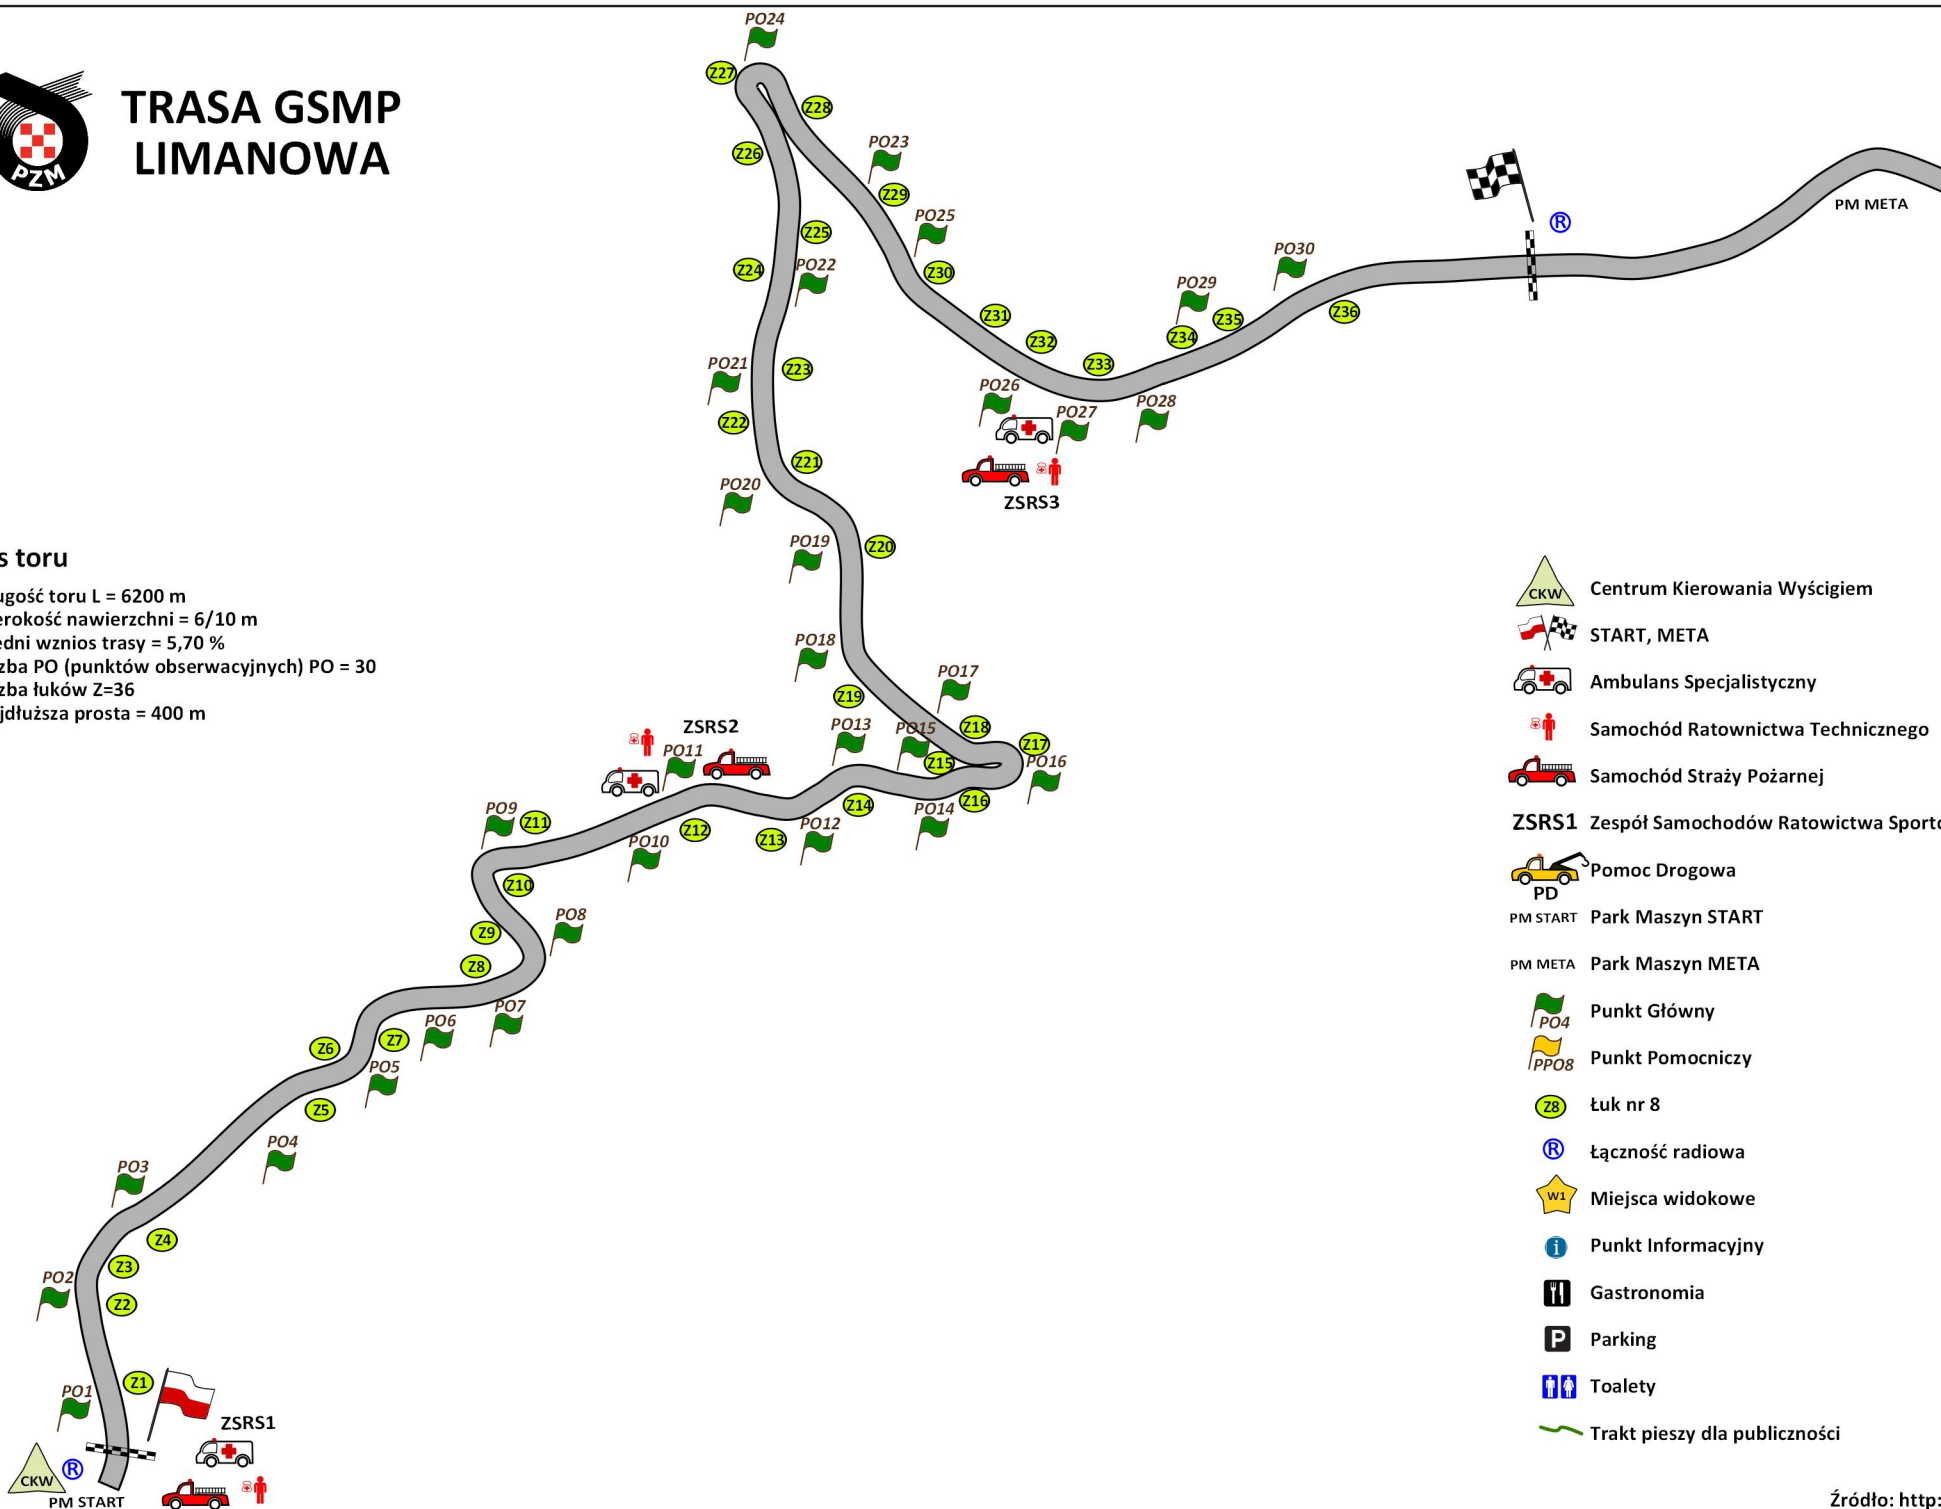 PZM
TRASA GSMP
LIMANOWA
s toru
ugość toru L = 6200 m
erokość nawierzchni = 6/10 m
edni wznios trasy = 5,70 %
zba PO (punktów obserwacyjnych) PO = 30
zba łuków Z=36
jdłuższa prosta = 400 m
PO24
Z27
Z28
PO23
Z26
Z29
PO25
Z25
Z24
PO22
Z30
PO30
PO29
Z31
Z35
Z36
Z34
Z32
Z33
PM META
®
PO21
Z23
PO26
PO27
PO28
Z22
Z21
ZSRS3
PO20
PO19
Z20
PO18
PO17
Z19
Z18
PO13
PO15
Z17
ZSRS2
PO11
Z15
PO16
Z16
Z14
PO14
PO12
Z13
Z12
PO10
PO9
Z11
Z10
PO8
Z9
Z8
PO7
PO6
Z7
Z6
PO5
Z5
PO4
PO3
Z4
Z3
PO2
Z2
Z1
PO1
ZSRS1
CKW
®
PM START
CKW Centrum Kierowania Wyścigiem
START, META
Ambulans Specjalistyczny
Samochód Ratownictwa Technicznego
Samochód Straży Pożarnej
ZSRS1 Zespół Samochodów Ratowictwa Sporto
PD Pomoc Drogowa
PM START Park Maszyn START
PM META Park Maszyn META
PO4 Punkt Główny
PPO8 Punkt Pomocniczy
Z8 Łuk nr 8
® Łączność radiowa
W1 Miejsca widokowe
i Punkt Informacyjny
Gastronomia
P Parking
Toalety
Trakt pieszy dla publiczności
Źródło: http: